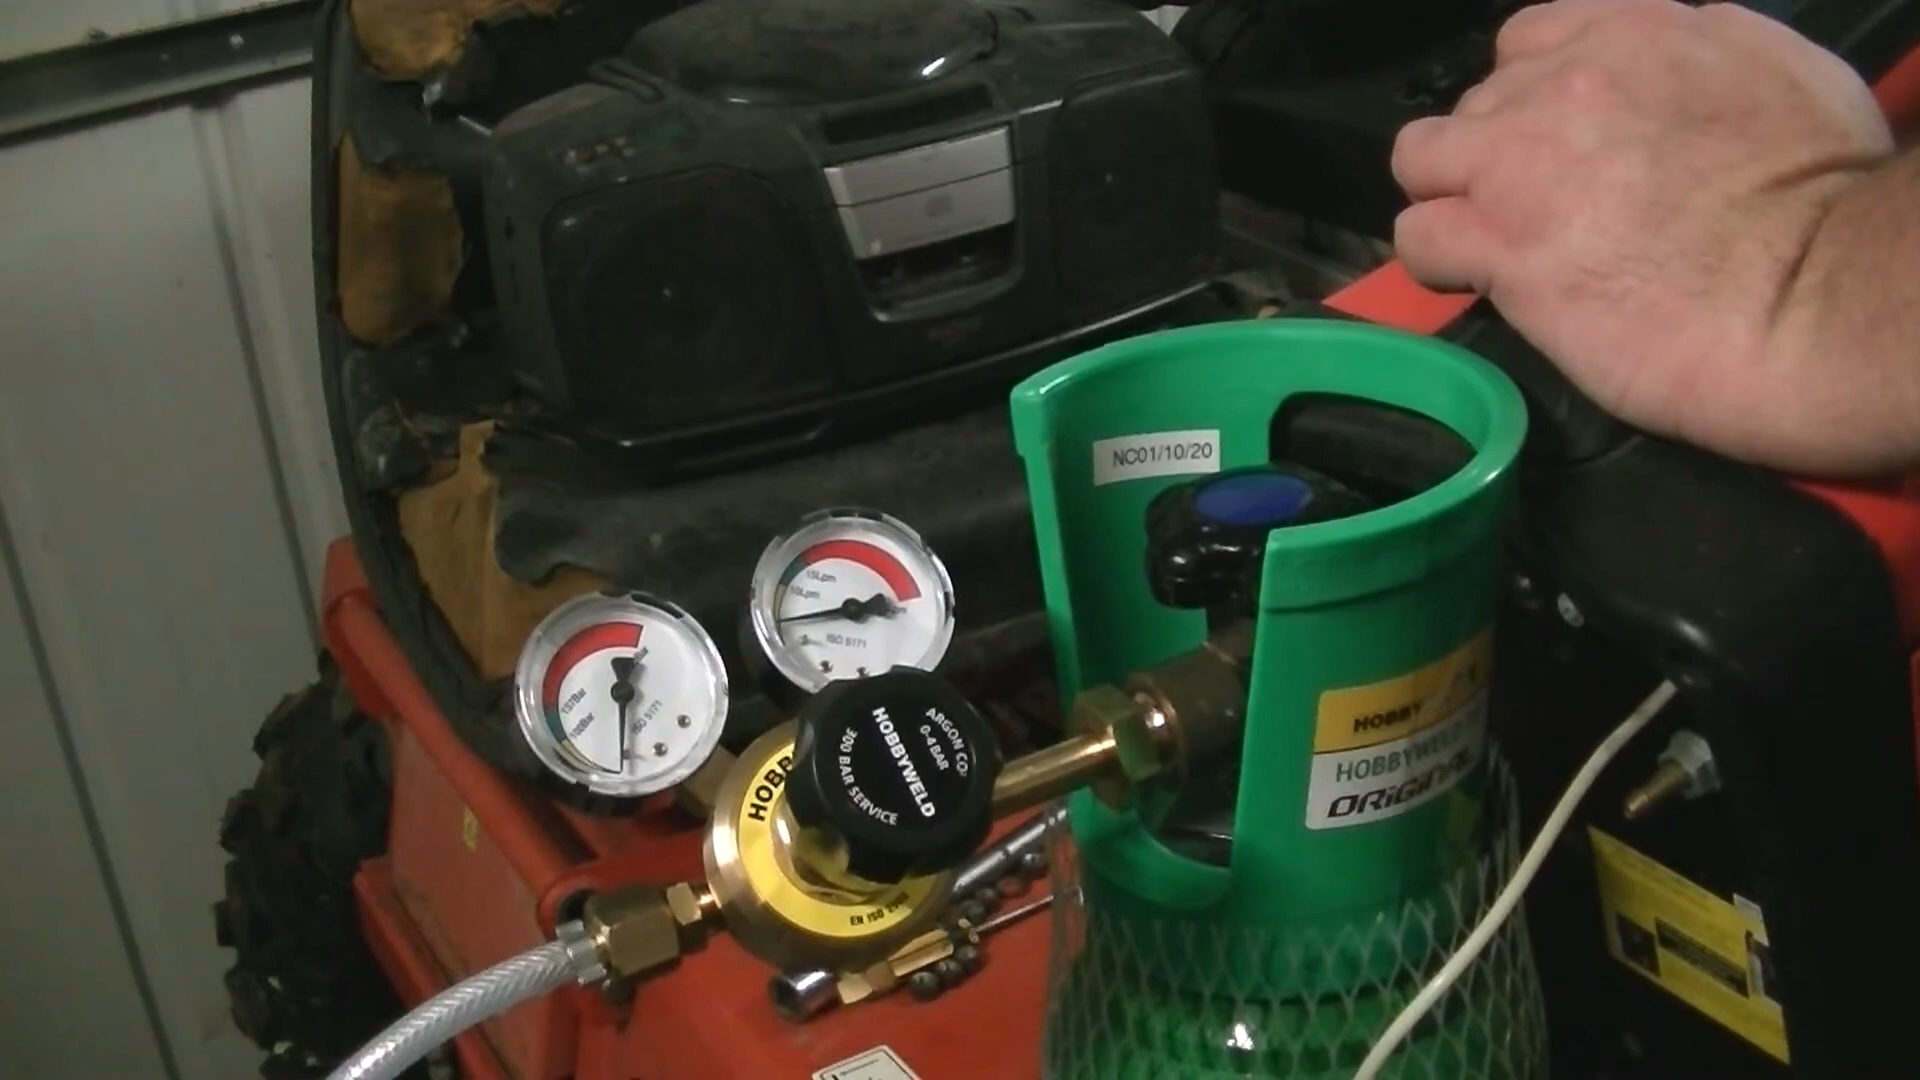 NC01/10/20
15Lpm
10Lpm
ISO 5171
137Bar
100Bar
ISO 5171
HOBBYWELD
ARGON CO2
0-4 BAR
300 BAR SERVICE
EN ISO
HOBBY
HOBBYWELD
ORIGINAL